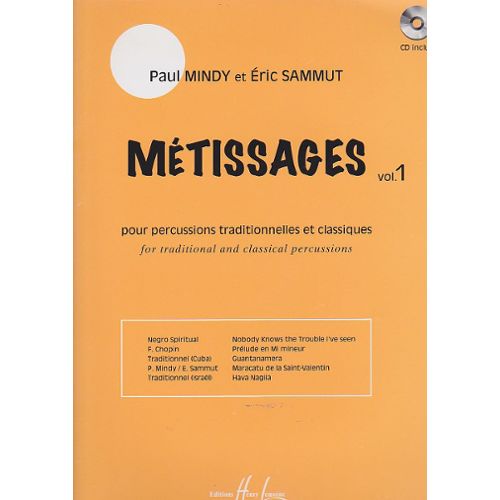 CD inclu
Paul MINDY et Éric SAMMUT
MÉTISSAGES vol.1
pour percussions traditionnelles et classiques
for traditional and classical percussions
Negro Spiritual Nobody Knows the Trouble I've seen
F. Chopin Prélude en Mi mineur
Traditionnel (Cuba) Guantanamera
P. Mindy / E. Sammut Maracatu de la Saint-Valentin
Traditionnel (Israël) Hava Nagila
Editions Henry Lemoine